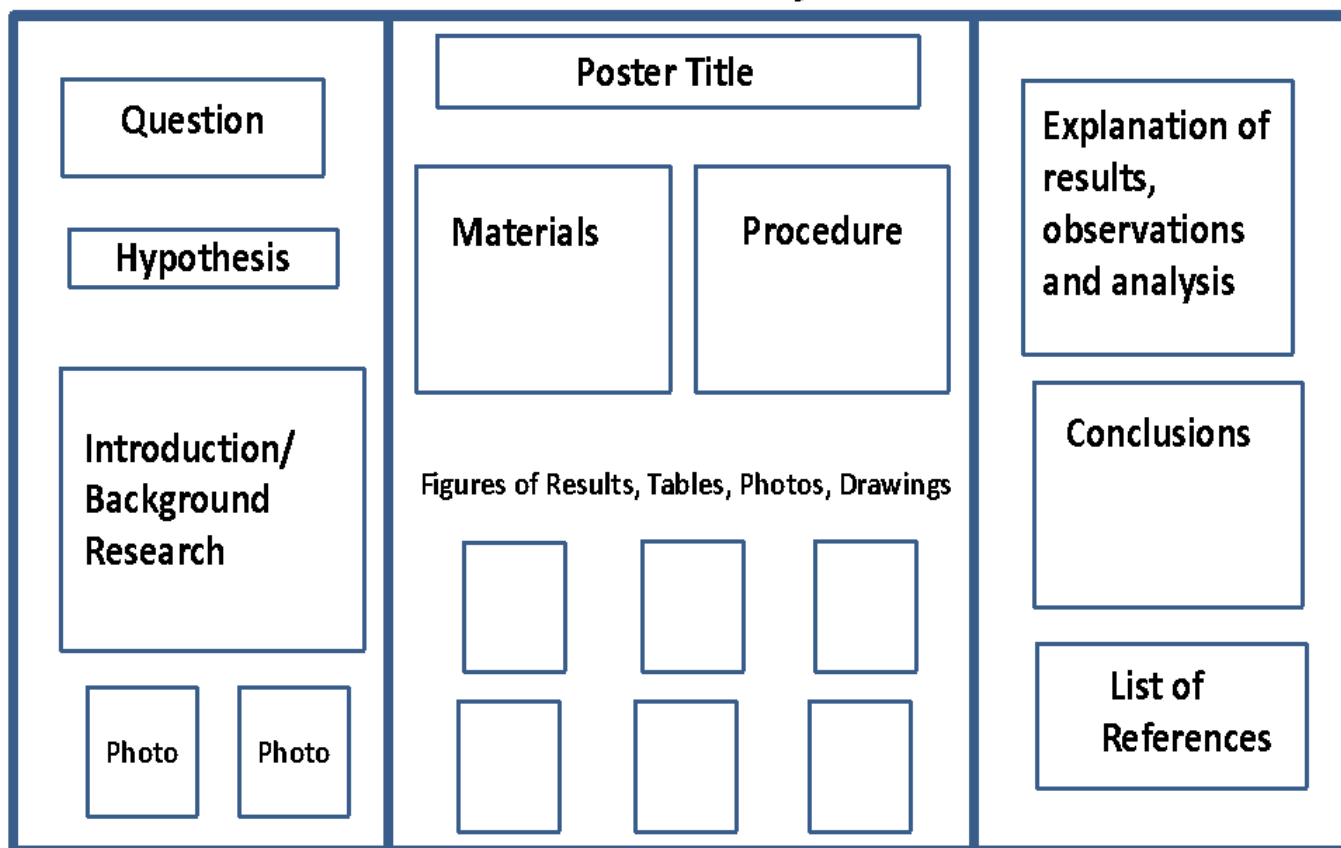 Question
Hypothesis
Introduction/
Background
Research
Photo
Photo
Poster Title
Materials
Procedure
Figures of Results, Tables, Photos, Drawings
Explanation of
results,
observations
and analysis
Conclusions
List of
References